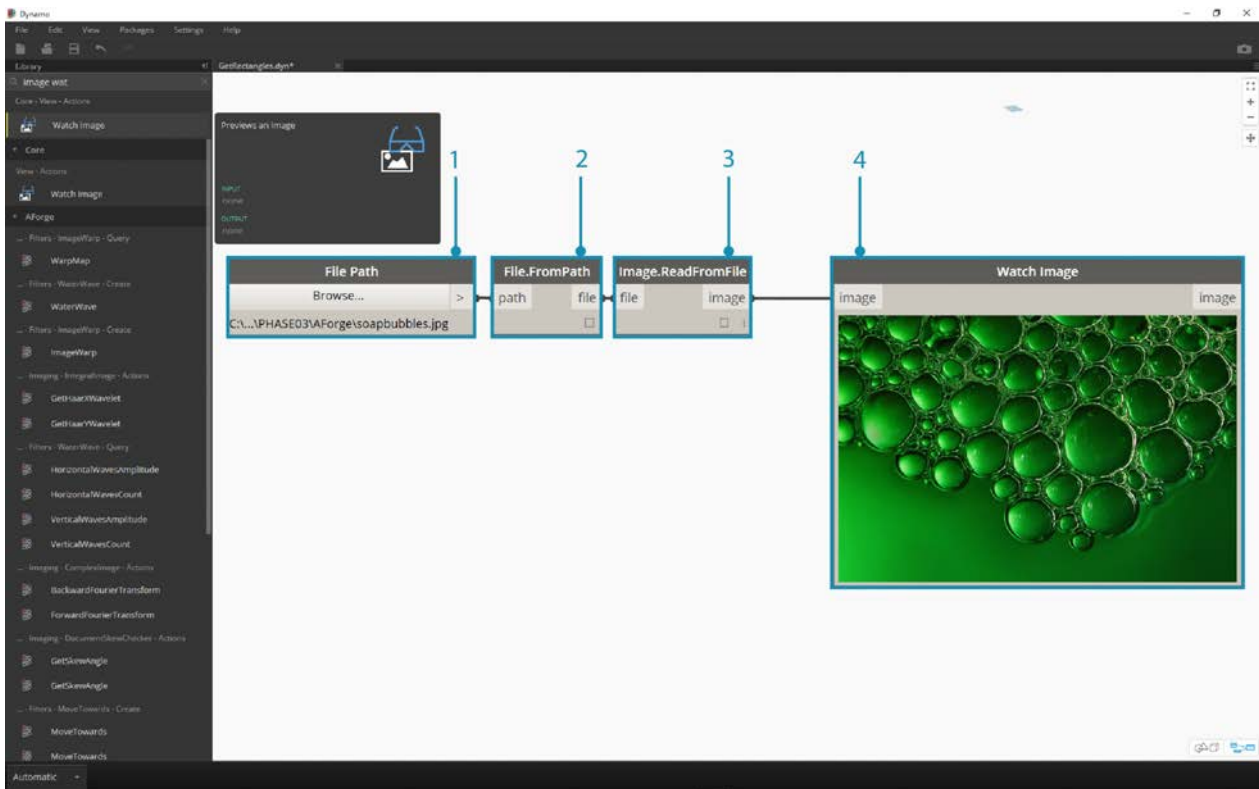 Dynamo
File Edit View Packages Settings Help
Library
GetRectangles.dyn*
image wat
Core - View - Actions
Watch Image
Core
View - Actions
Watch Image
AForge
... Filters - ImageWarp - Query
WarpMap
... Filters - WaterWave - Create
WaterWave
... Filters - ImageWarp - Create
ImageWarp
... Imaging - IntegralImage - Actions
GetHaarXWavelet
GetHaarYWavelet
... Filters - WaterWave - Query
HorizontalWavesAmplitude
HorizontalWavesCount
VerticalWavesAmplitude
VerticalWavesCount
... Imaging - ComplexImage - Actions
BackwardFourierTransform
ForwardFourierTransform
... Imaging - DocumentSkewChecker - Actions
GetSkewAngle
GetSkewAngle
... Filters - MoveTowards - Create
MoveTowards
MoveTowards
Automatic
Previews an image
INPUT
none
OUTPUT
none
1 2 3 4
File Path
Browse... >
C:\...\PHASE03\AForge\soapbubbles.jpg
File.FromPath
path file
Image.ReadFromFile
file image
Watch Image
image image